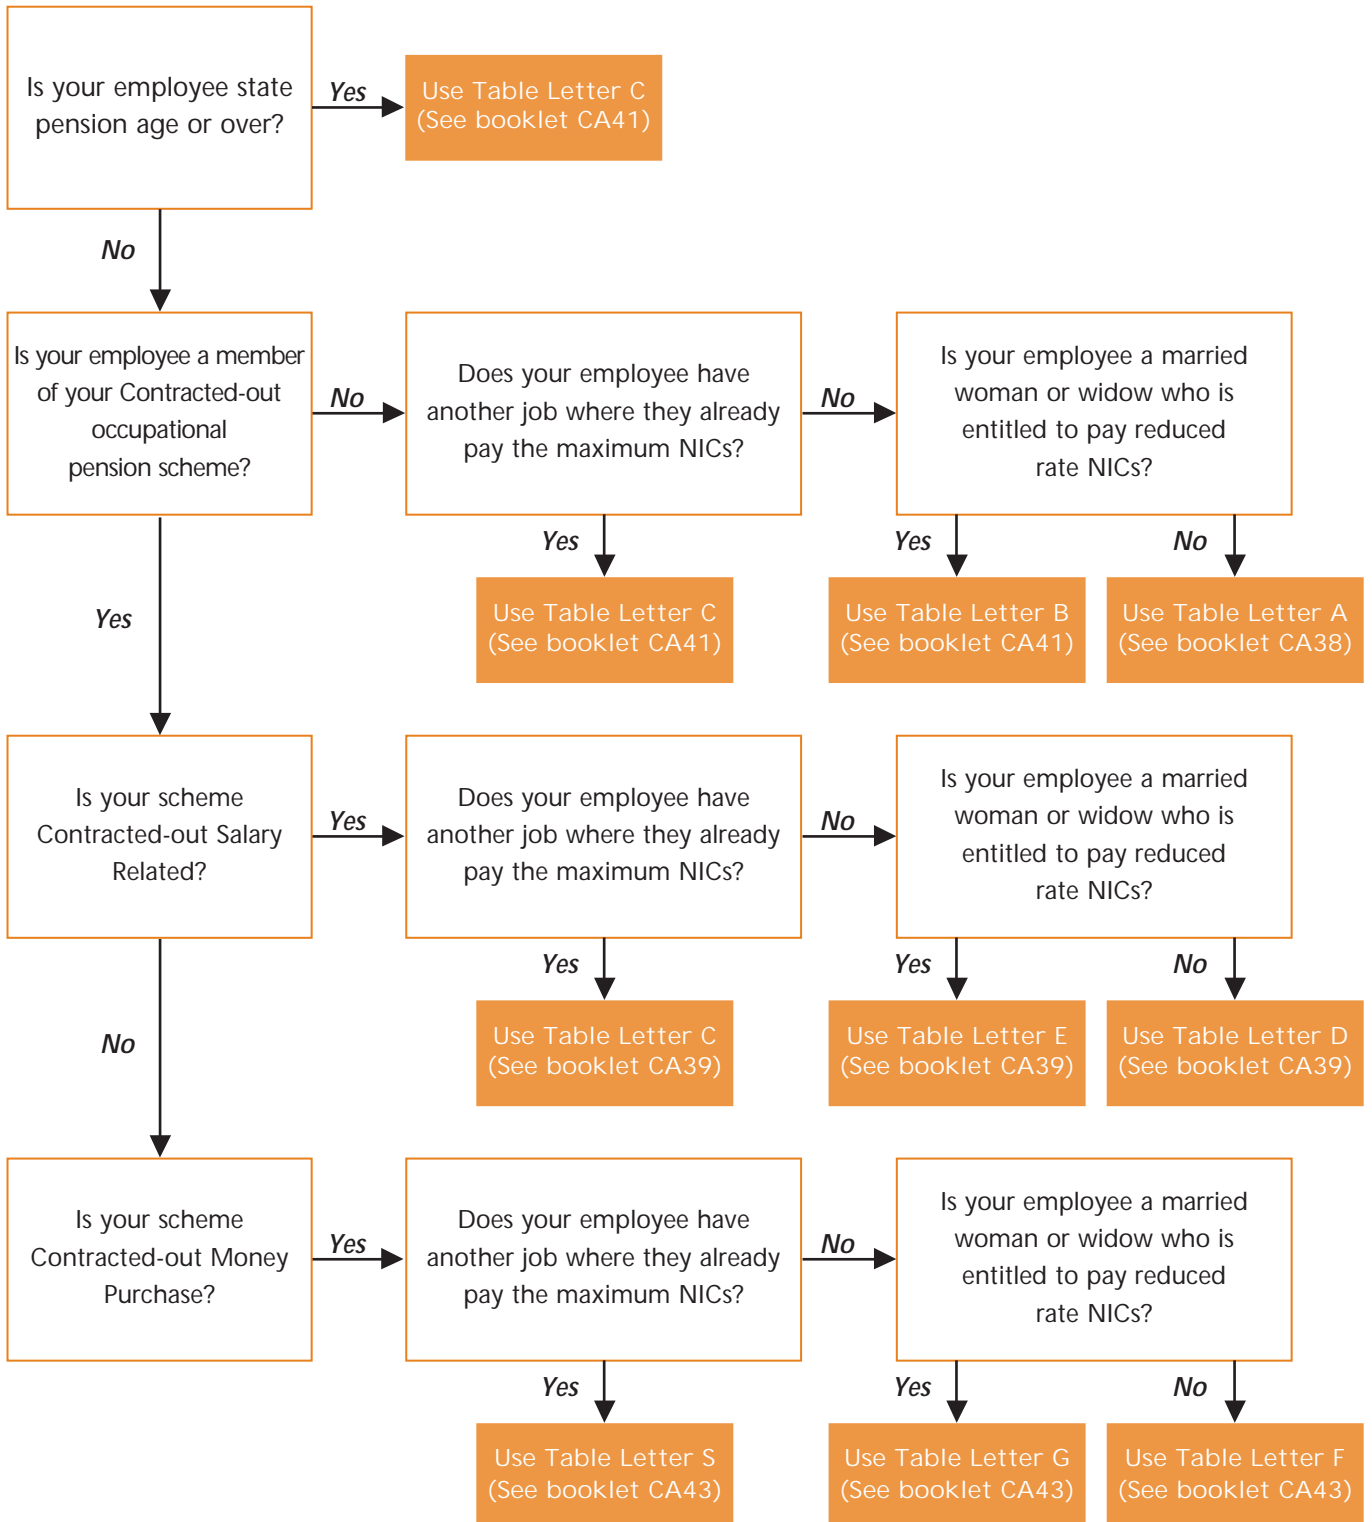 Is your employee state
pension age or over?
Yes
Use Table Letter C
(See booklet CA41)
No
Is your employee a member
of your Contracted-out
occupational
pension scheme?
No
Does your employee have
another job where they already
pay the maximum NICs?
No
Is your employee a married
woman or widow who is
entitled to pay reduced
rate NICs?
Yes
Yes
Yes
No
Use Table Letter C
(See booklet CA41)
Use Table Letter B
(See booklet CA41)
Use Table Letter A
(See booklet CA38)
Is your scheme
Contracted-out Salary
Related?
Yes
Does your employee have
another job where they already
pay the maximum NICs?
No
Is your employee a married
woman or widow who is
entitled to pay reduced
rate NICs?
No
Yes
Yes
No
Use Table Letter C
(See booklet CA39)
Use Table Letter E
(See booklet CA39)
Use Table Letter D
(See booklet CA39)
Is your scheme
Contracted-out Money
Purchase?
Yes
Does your employee have
another job where they already
pay the maximum NICs?
No
Is your employee a married
woman or widow who is
entitled to pay reduced
rate NICs?
Yes
Yes
No
Use Table Letter S
(See booklet CA43)
Use Table Letter G
(See booklet CA43)
Use Table Letter F
(See booklet CA43)